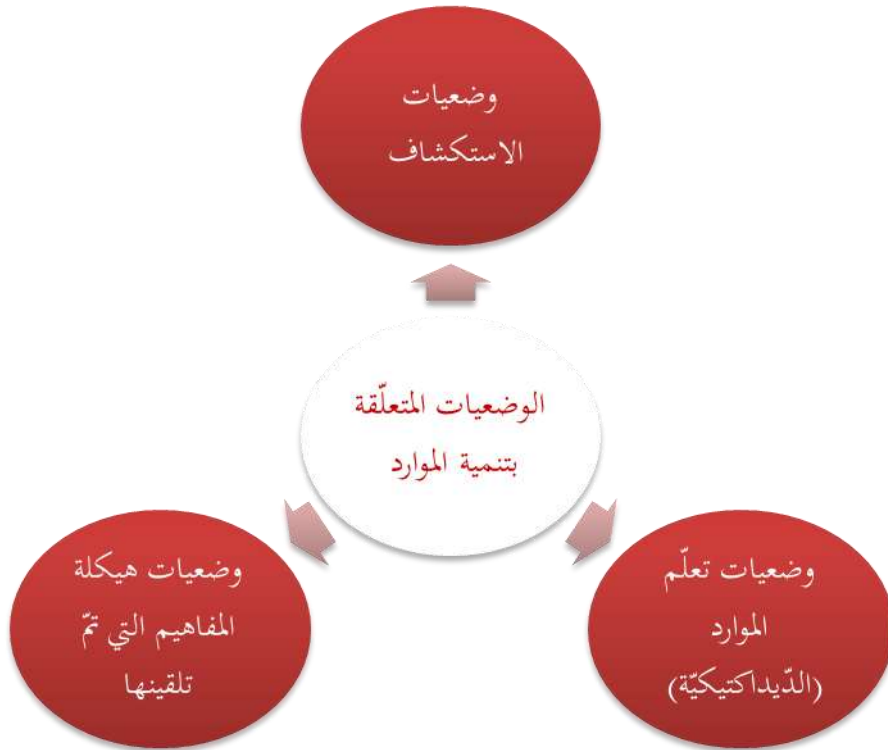 وضعيات
الاستكشاف
الوضعيات المتعلّقة
بتنمية الموارد
وضعيات تعلّم
الموارد
(الدّيداكتيكيّة)
وضعيات هيكلة
المفاهيم التي تمّ
تلقينها